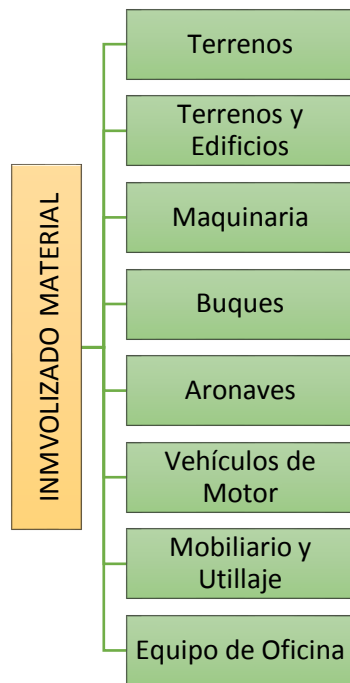 INMVOLIZADO MATERIAL
Terrenos
Terrenos y
Edificios
Maquinaria
Buques
Aronaves
Vehículos de
Motor
Mobiliario y
Utillaje
Equipo de Oficina